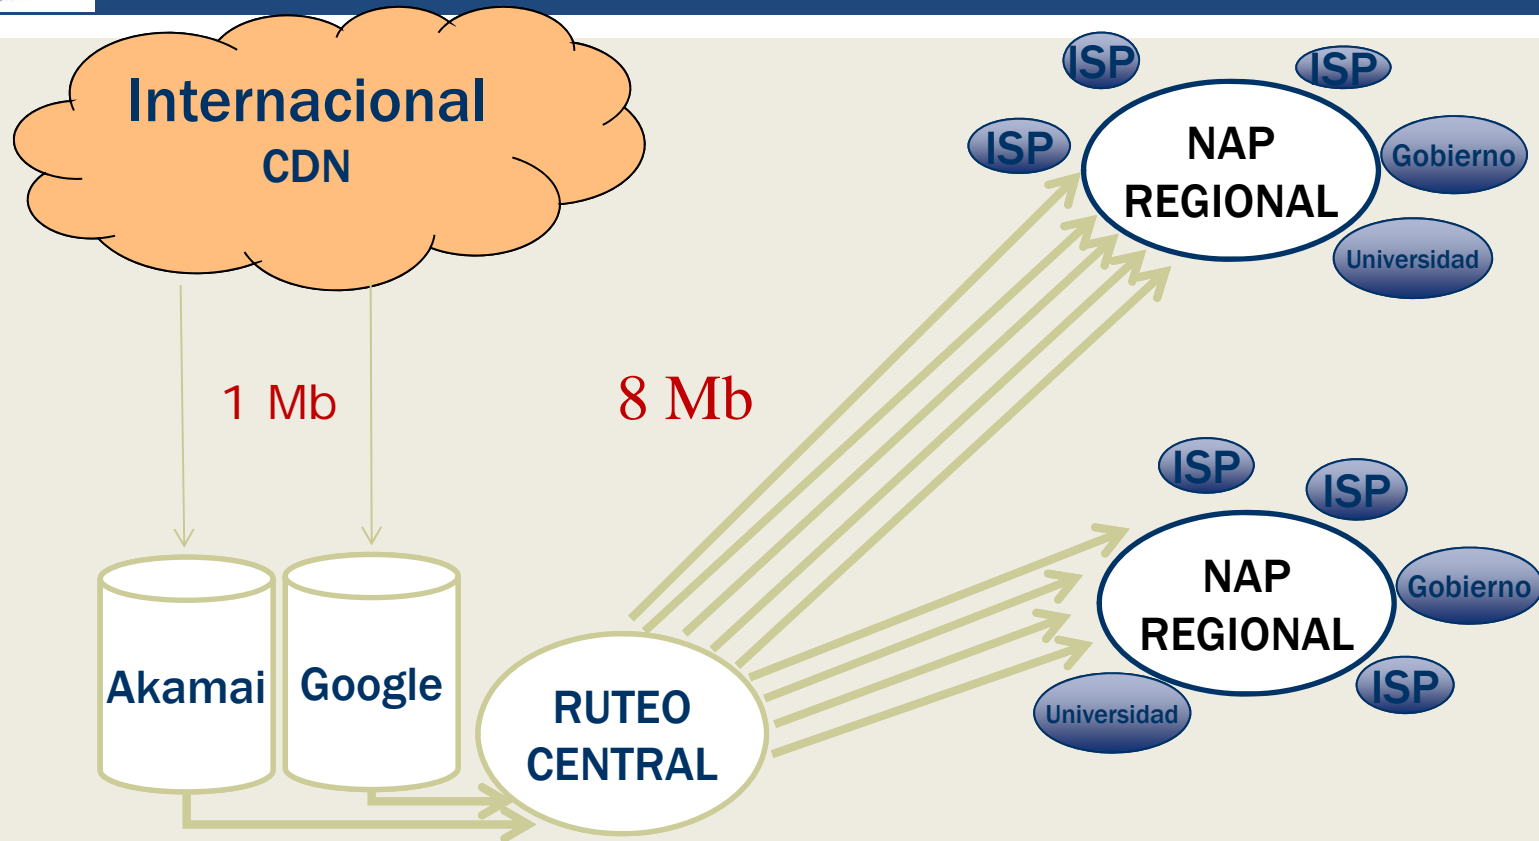 Internacional
CDN
ISP
ISP
ISP
NAP
REGIONAL
Gobierno
Universidad
1 Mb
8 Mb
ISP
ISP
NAP
REGIONAL
Gobierno
ISP
Universidad
Akamai
Google
RUTEO
CENTRAL